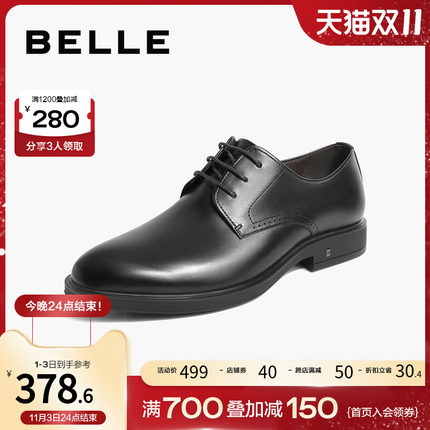 BELLE
天猫双11
满1200叠加减
¥280
分享3人领取
今晚24点结束!
1-3日到手参考
¥378.6
11月3日24点结束
活动价 499 -店铺券 40 -跨店满减 50 -折扣立省 30.4
满700叠加减150 {首页入会领券}